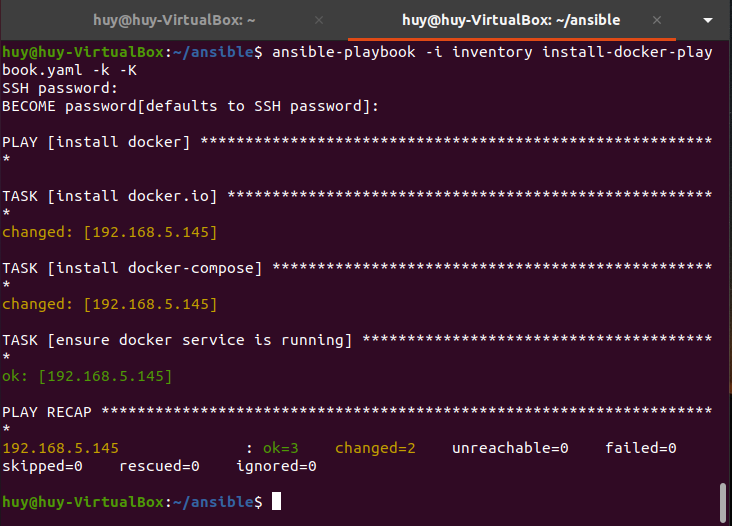 huy@huy-VirtualBox: ~
huy@huy-VirtualBox: ~/ansible
huy@huy-VirtualBox:~/ansible$ ansible-playbook -i inventory install-docker-play
book.yaml -k -K
SSH password:
BECOME password[defaults to SSH password]:
PLAY [install docker] *********************************************************
*
TASK [install docker.io] ******************************************************
*
changed: [192.168.5.145]
TASK [install docker-compose] *************************************************
*
changed: [192.168.5.145]
TASK [ensure docker service is running] ***************************************
*
ok: [192.168.5.145]
PLAY RECAP ********************************************************************
*
192.168.5.145              : ok=3    changed=2    unreachable=0    failed=0
skipped=0    rescued=0    ignored=0
huy@huy-VirtualBox:~/ansible$